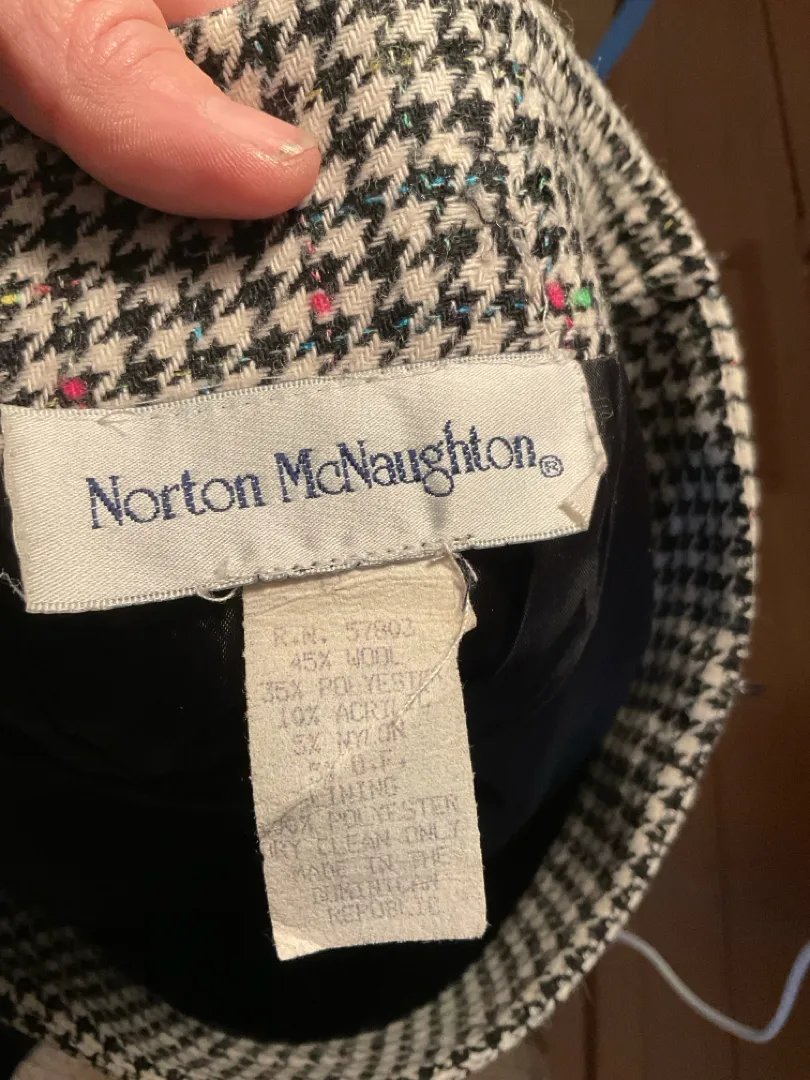 Norton McNaughton®
R.N. 57803
45% WOOL
35% POLYESTER
10% ACRYLIC
5% NYLON
5% O.F.
LINING
POLYESTER
DRY CLEAN ONLY
MADE IN THE
DOMINICAN
REPUBLIC